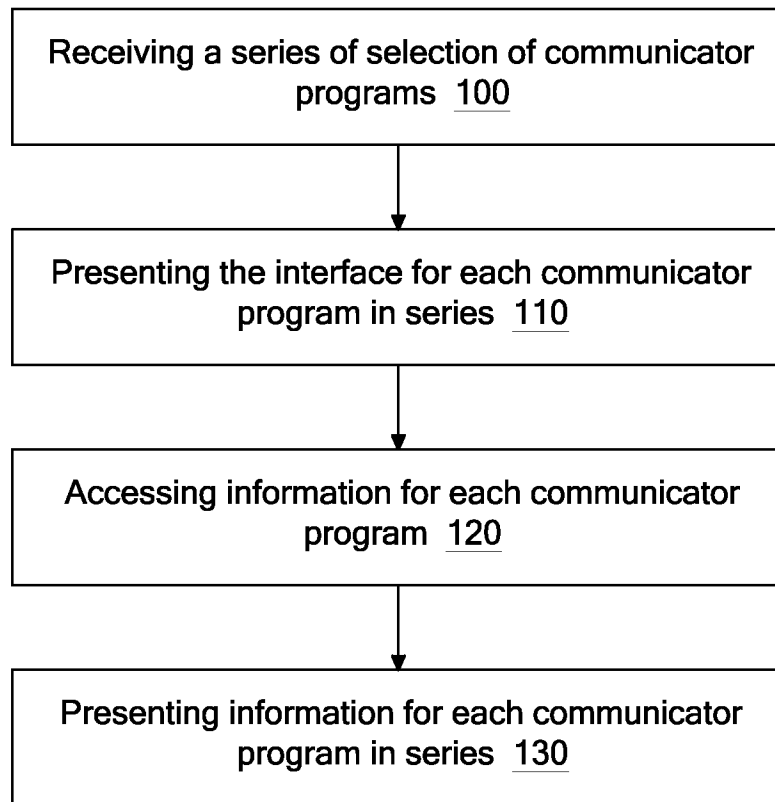 Receiving a series of selection of communicator
programs 100
Presenting the interface for each communicator
program in series 110
Accessing information for each communicator
program 120
Presenting information for each communicator
program in series 130